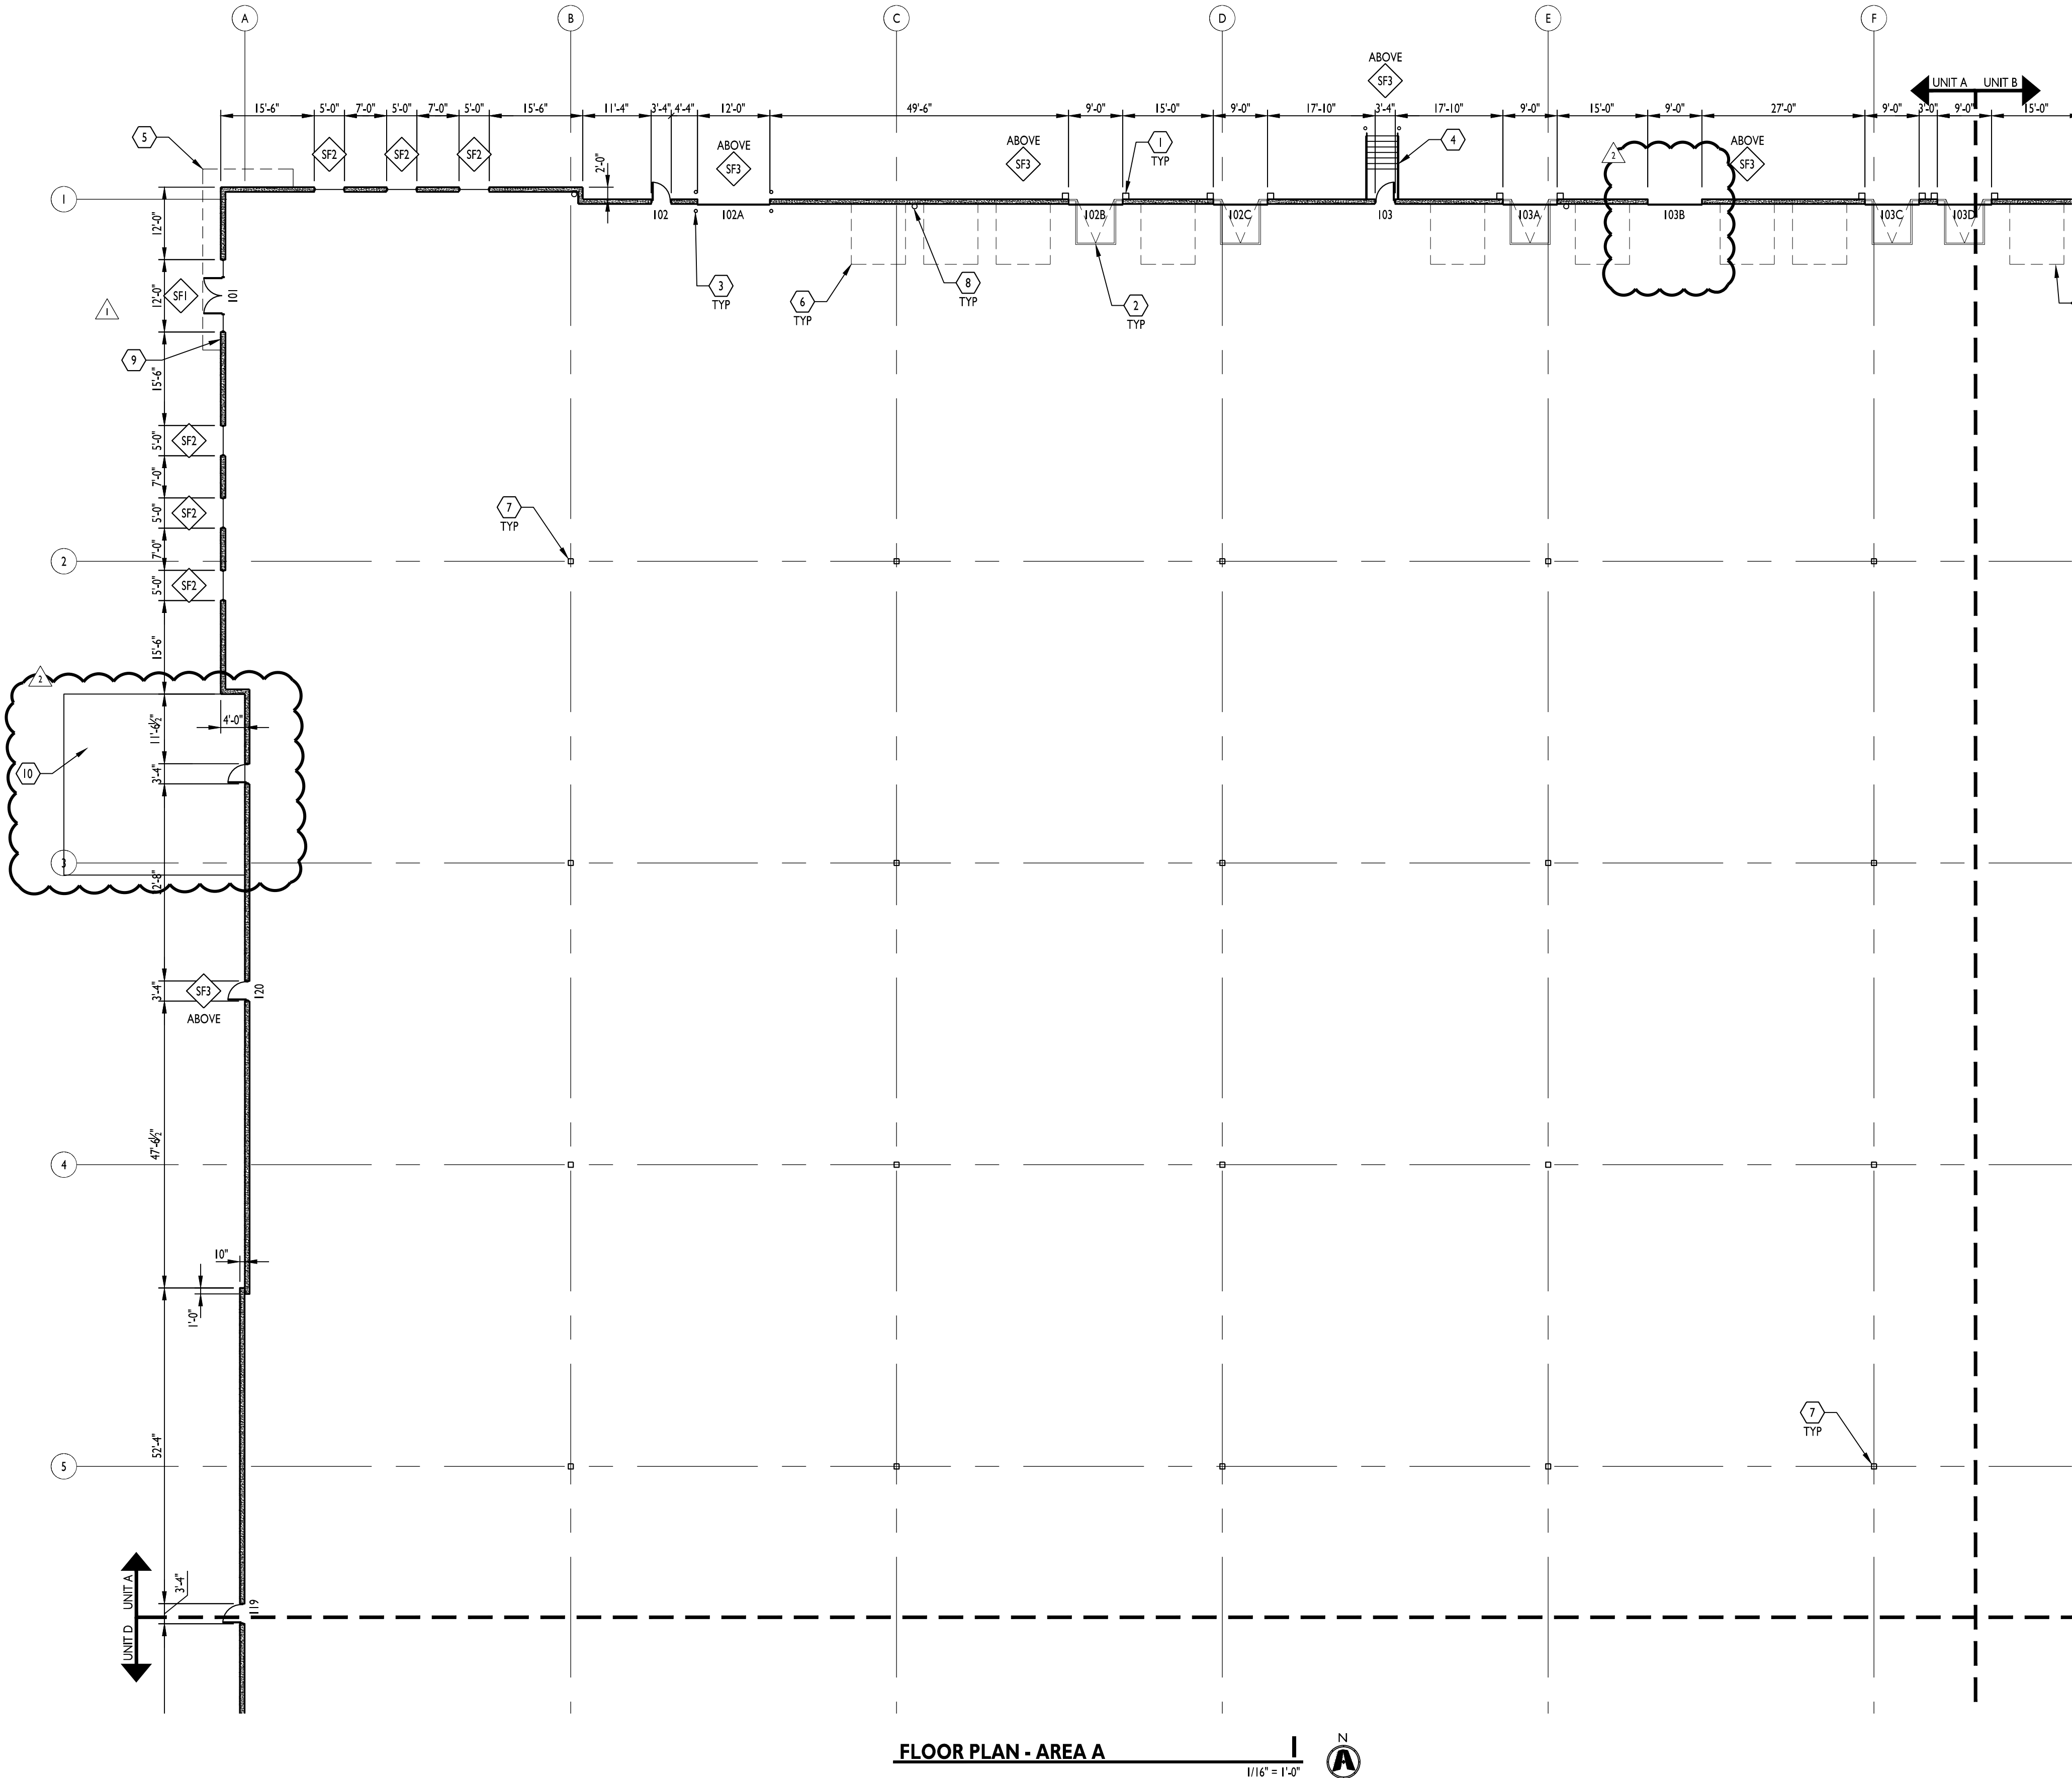 A B C D E F
ABOVE
SF3
UNIT A UNIT B
15'-6" 5'-0" 7'-0" 5'-0" 7'-0" 5'-0" 15'-6" 11'-4" 3'-4" 4'-4" 12'-0" 49'-6" 9'-0" 15'-0" 9'-0" 17'-10" 3'-4" 17'-10" 9'-0" 15'-0" 9'-0" 27'-0" 9'-0" 3'-0" 9'-0" 15'-0"
5
SF2 SF2 SF2
2'-0"
ABOVE
SF3
ABOVE
SF3
1
TYP
4
2
ABOVE
SF3
1
102 102A 102B 102C 103 103A 103B 103C 103D
12'-0"
12'-0"
SF1
101
1
3
TYP
6
TYP
8
TYP
2
TYP
9
15'-6"
5'-0"
SF2
7'-0"
5'-0"
SF2
7
TYP
7'-0"
2
5'-0"
SF2
15'-6"
2
4'-0"
11'-6½"
10
3'-4"
3
3'-4"
SF3
ABOVE
120
47'-6½"
4
10"
1'-0"
7
TYP
52'-4"
5
UNIT A
UNIT D
3'-4"
119
FLOOR PLAN - AREA A
1
1/16" = 1'-0"
N
A